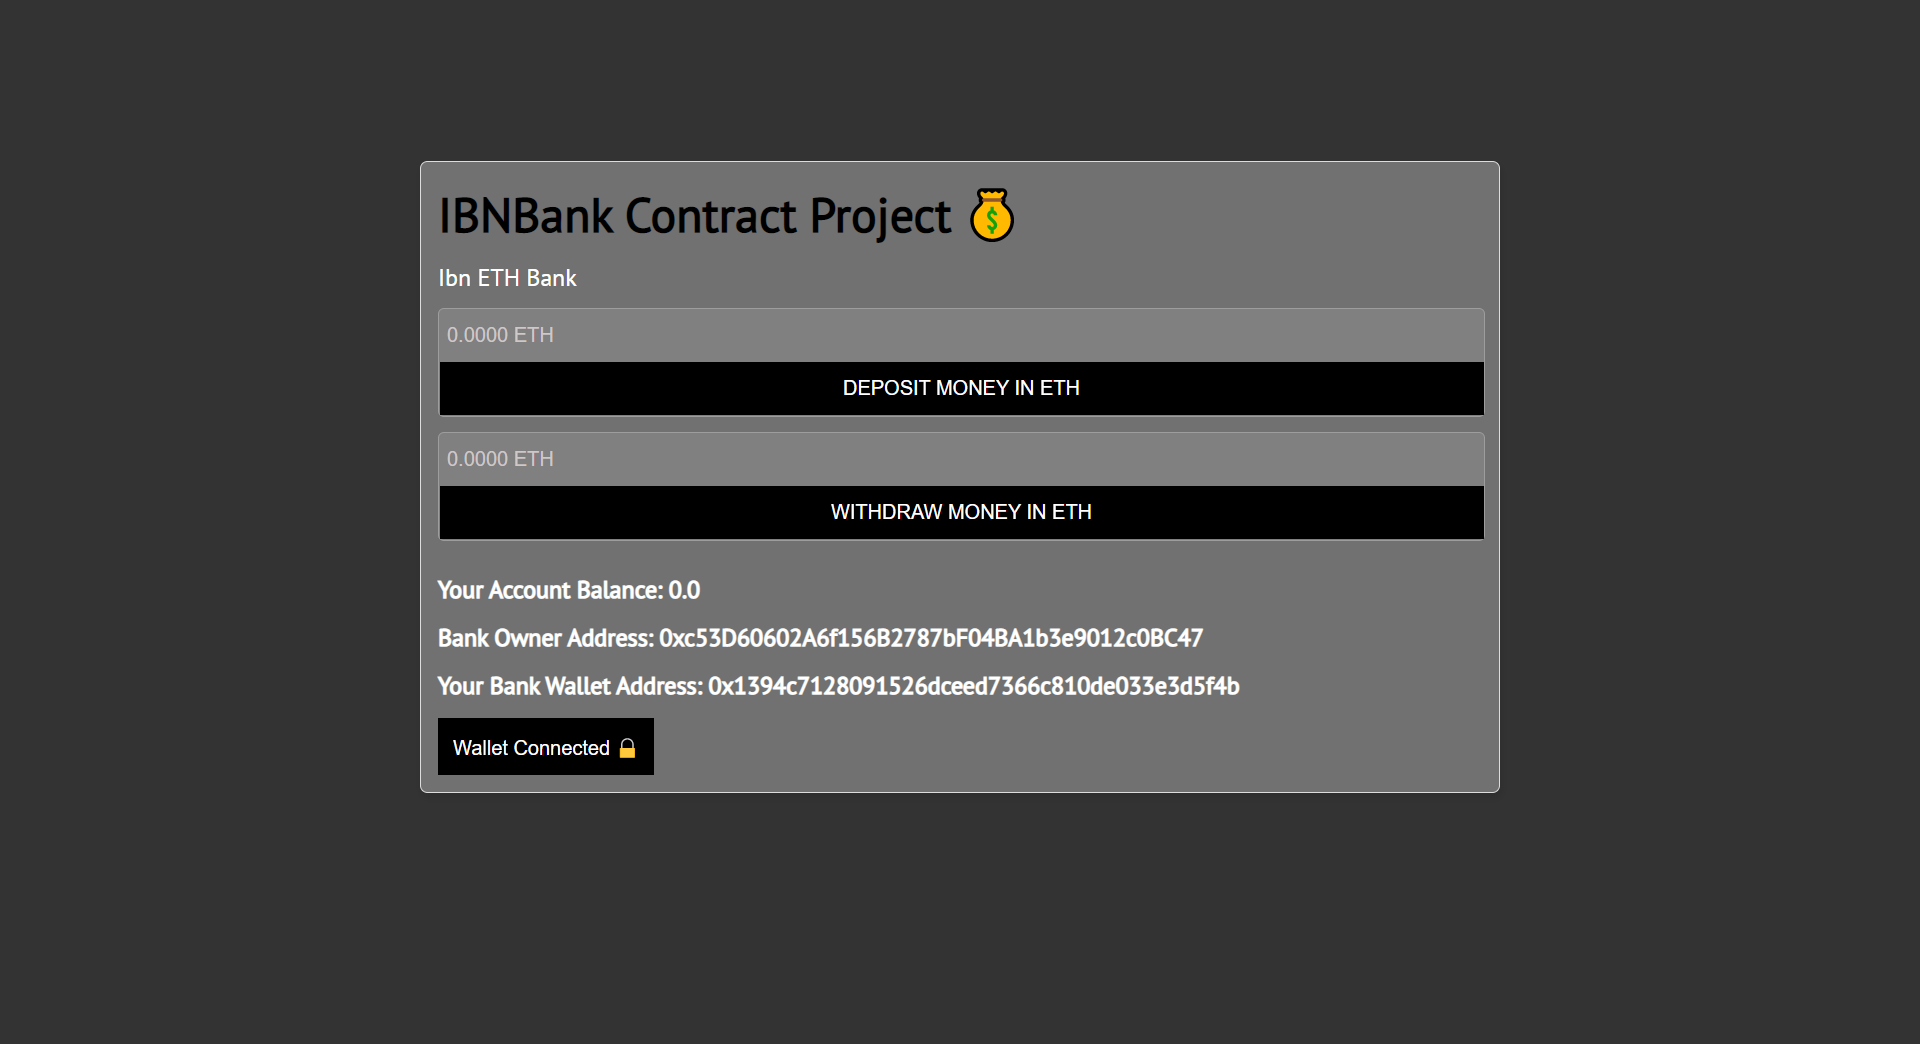 IBNBank Contract Project 💰
Ibn ETH Bank
0.0000 ETH
DEPOSIT MONEY IN ETH
0.0000 ETH
WITHDRAW MONEY IN ETH
Your Account Balance: 0.0
Bank Owner Address: 0xc53D60602A6f156B2787bF04BA1b3e9012c0BC47
Your Bank Wallet Address: 0x1394c7128091526dceed7366c810de033e3d5f4b
Wallet Connected 🔒